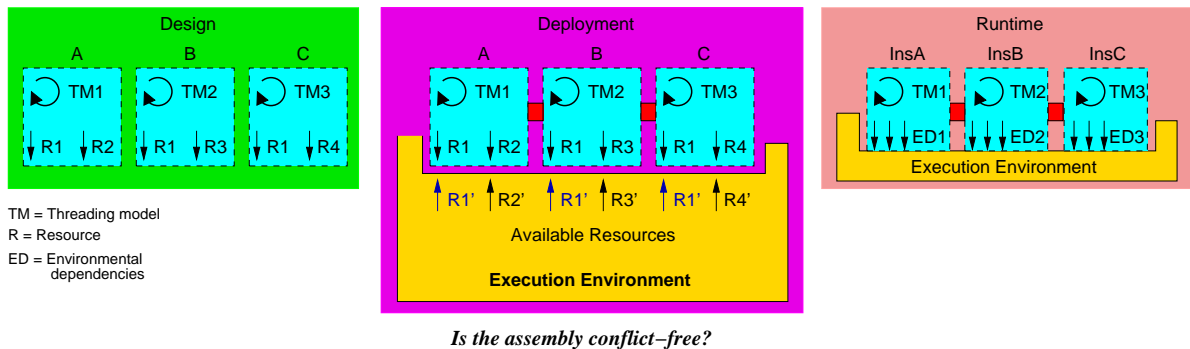 Design
A B C
TM1 TM2 TM3
R1 R2 R1 R3 R1 R4
TM = Threading model
R = Resource
ED = Environmental
dependencies
Deployment
A B C
TM1 TM2 TM3
R1 R2 R1 R3 R1 R4
R1’ R2’ R1’ R3’ R1’ R4’
Available Resources
Execution Environment
Runtime
InsA InsB InsC
TM1 TM2 TM3
ED1 ED2 ED3
Execution Environment
Is the assembly conflict−free?